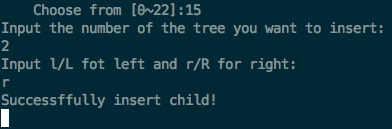 Choose from [0~22]:15
Input the number of the tree you want to insert:
2
Input l/L fot left and r/R for right:
r
Successffully insert child!